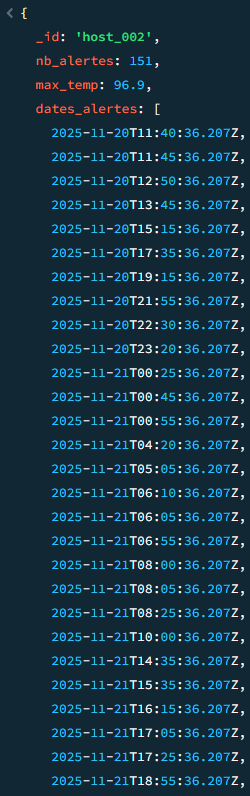 {
_id: 'host_002',
nb_alertes: 151,
max_temp: 96.9,
dates_alertes: [
2025-11-20T11:40:36.207Z,
2025-11-20T11:45:36.207Z,
2025-11-20T12:50:36.207Z,
2025-11-20T13:45:36.207Z,
2025-11-20T15:15:36.207Z,
2025-11-20T17:35:36.207Z,
2025-11-20T19:15:36.207Z,
2025-11-20T21:55:36.207Z,
2025-11-20T22:30:36.207Z,
2025-11-20T23:20:36.207Z,
2025-11-21T00:25:36.207Z,
2025-11-21T00:45:36.207Z,
2025-11-21T00:55:36.207Z,
2025-11-21T04:20:36.207Z,
2025-11-21T05:05:36.207Z,
2025-11-21T06:10:36.207Z,
2025-11-21T06:05:36.207Z,
2025-11-21T06:55:36.207Z,
2025-11-21T08:00:36.207Z,
2025-11-21T08:05:36.207Z,
2025-11-21T08:25:36.207Z,
2025-11-21T10:00:36.207Z,
2025-11-21T14:35:36.207Z,
2025-11-21T15:35:36.207Z,
2025-11-21T16:15:36.207Z,
2025-11-21T17:05:36.207Z,
2025-11-21T17:25:36.207Z,
2025-11-21T18:55:36.207Z,